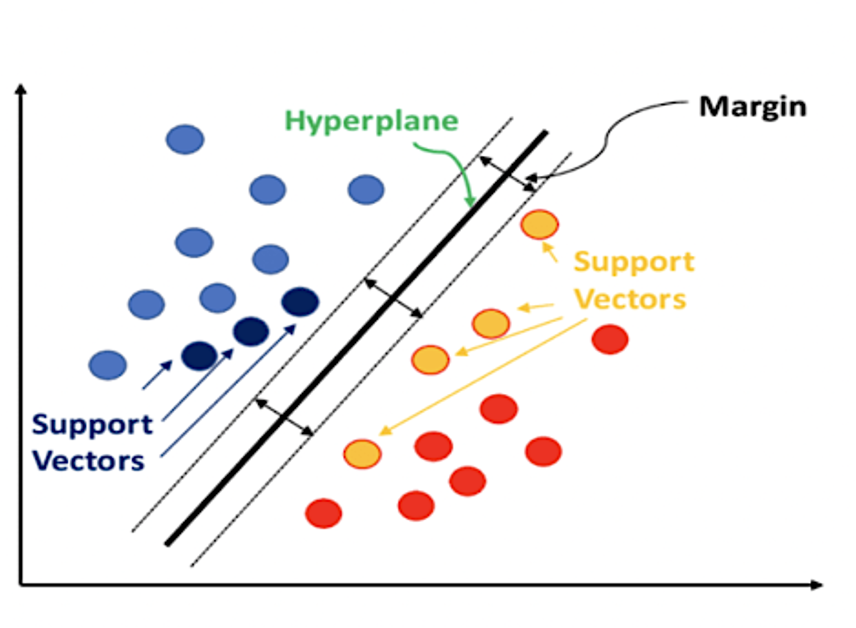 Hyperplane
Margin
Support
Vectors
Support
Vectors